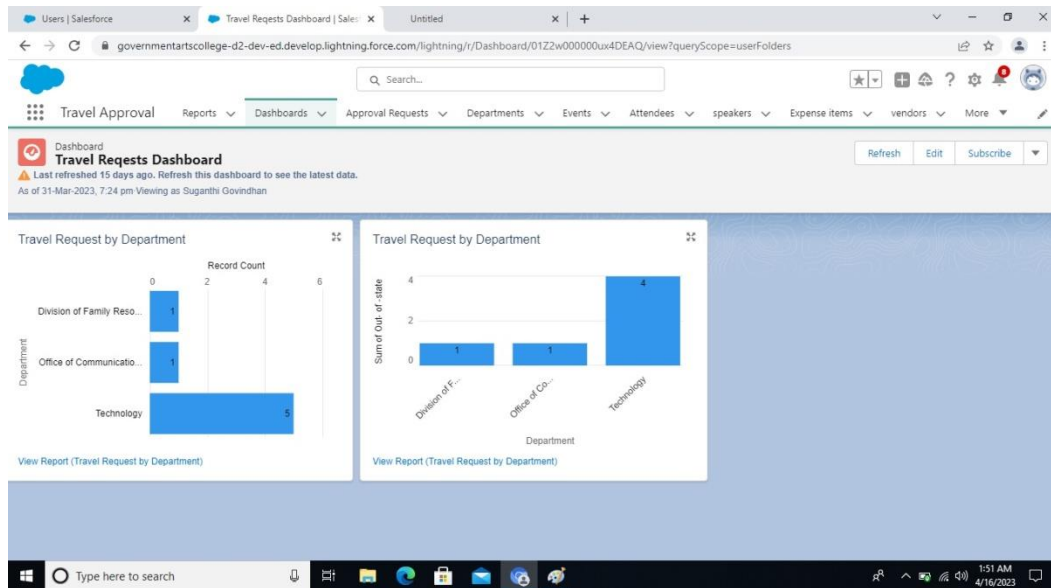 Users | Salesforce
Travel Reqests Dashboard | Sales
Untitled
governmentartscollege-d2-dev-ed.develop.lightning.force.com/lightning/r/Dashboard/01Z2w000000ux4DEAQ/view?queryScope=userFolders
Search...
Travel Approval Reports Dashboards Approval Requests Departments Events Attendees speakers Expense items vendors More
Dashboard
Travel Reqests Dashboard
Refresh Edit Subscribe
Last refreshed 15 days ago. Refresh this dashboard to see the latest data.
As of 31-Mar-2023, 7:24 pm Viewing as Suganthi Govindhan
Travel Request by Department
Record Count
0 2 4 6
Department
Division of Family Reso... 1
Office of Communicatio... 1
Technology 5
View Report (Travel Request by Department)
Travel Request by Department
Sum of Out- of -state
4
2
0
1 1 4
Division of F... Office of Co... Technology
Department
View Report (Travel Request by Department)
Type here to search
1:51 AM
4/16/2023